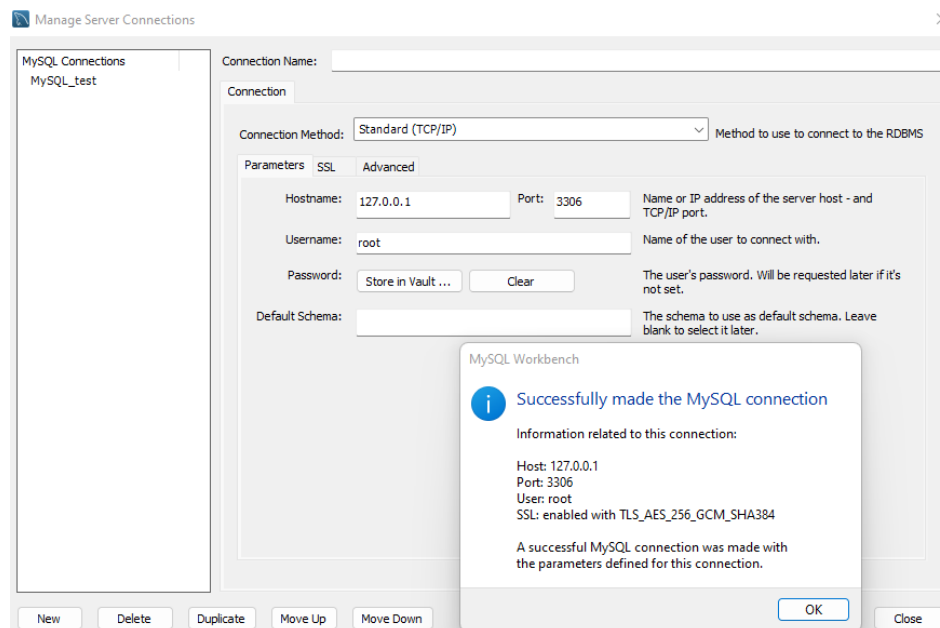 Manage Server Connections
MySQL Connections
MySQL_test
Connection Name:
Connection
Connection Method: Standard (TCP/IP) Method to use to connect to the RDBMS
Parameters SSL Advanced
Hostname: 127.0.0.1 Port: 3306 Name or IP address of the server host - and
TCP/IP port.
Username: root Name of the user to connect with.
Password: Store in Vault ... Clear The user's password. Will be requested later if it's
not set.
Default Schema: The schema to use as default schema. Leave
blank to select it later.
MySQL Workbench
Successfully made the MySQL connection
Information related to this connection:
Host: 127.0.0.1
Port: 3306
User: root
SSL: enabled with TLS_AES_256_GCM_SHA384
A successful MySQL connection was made with
the parameters defined for this connection.
OK
New Delete Duplicate Move Up Move Down Close